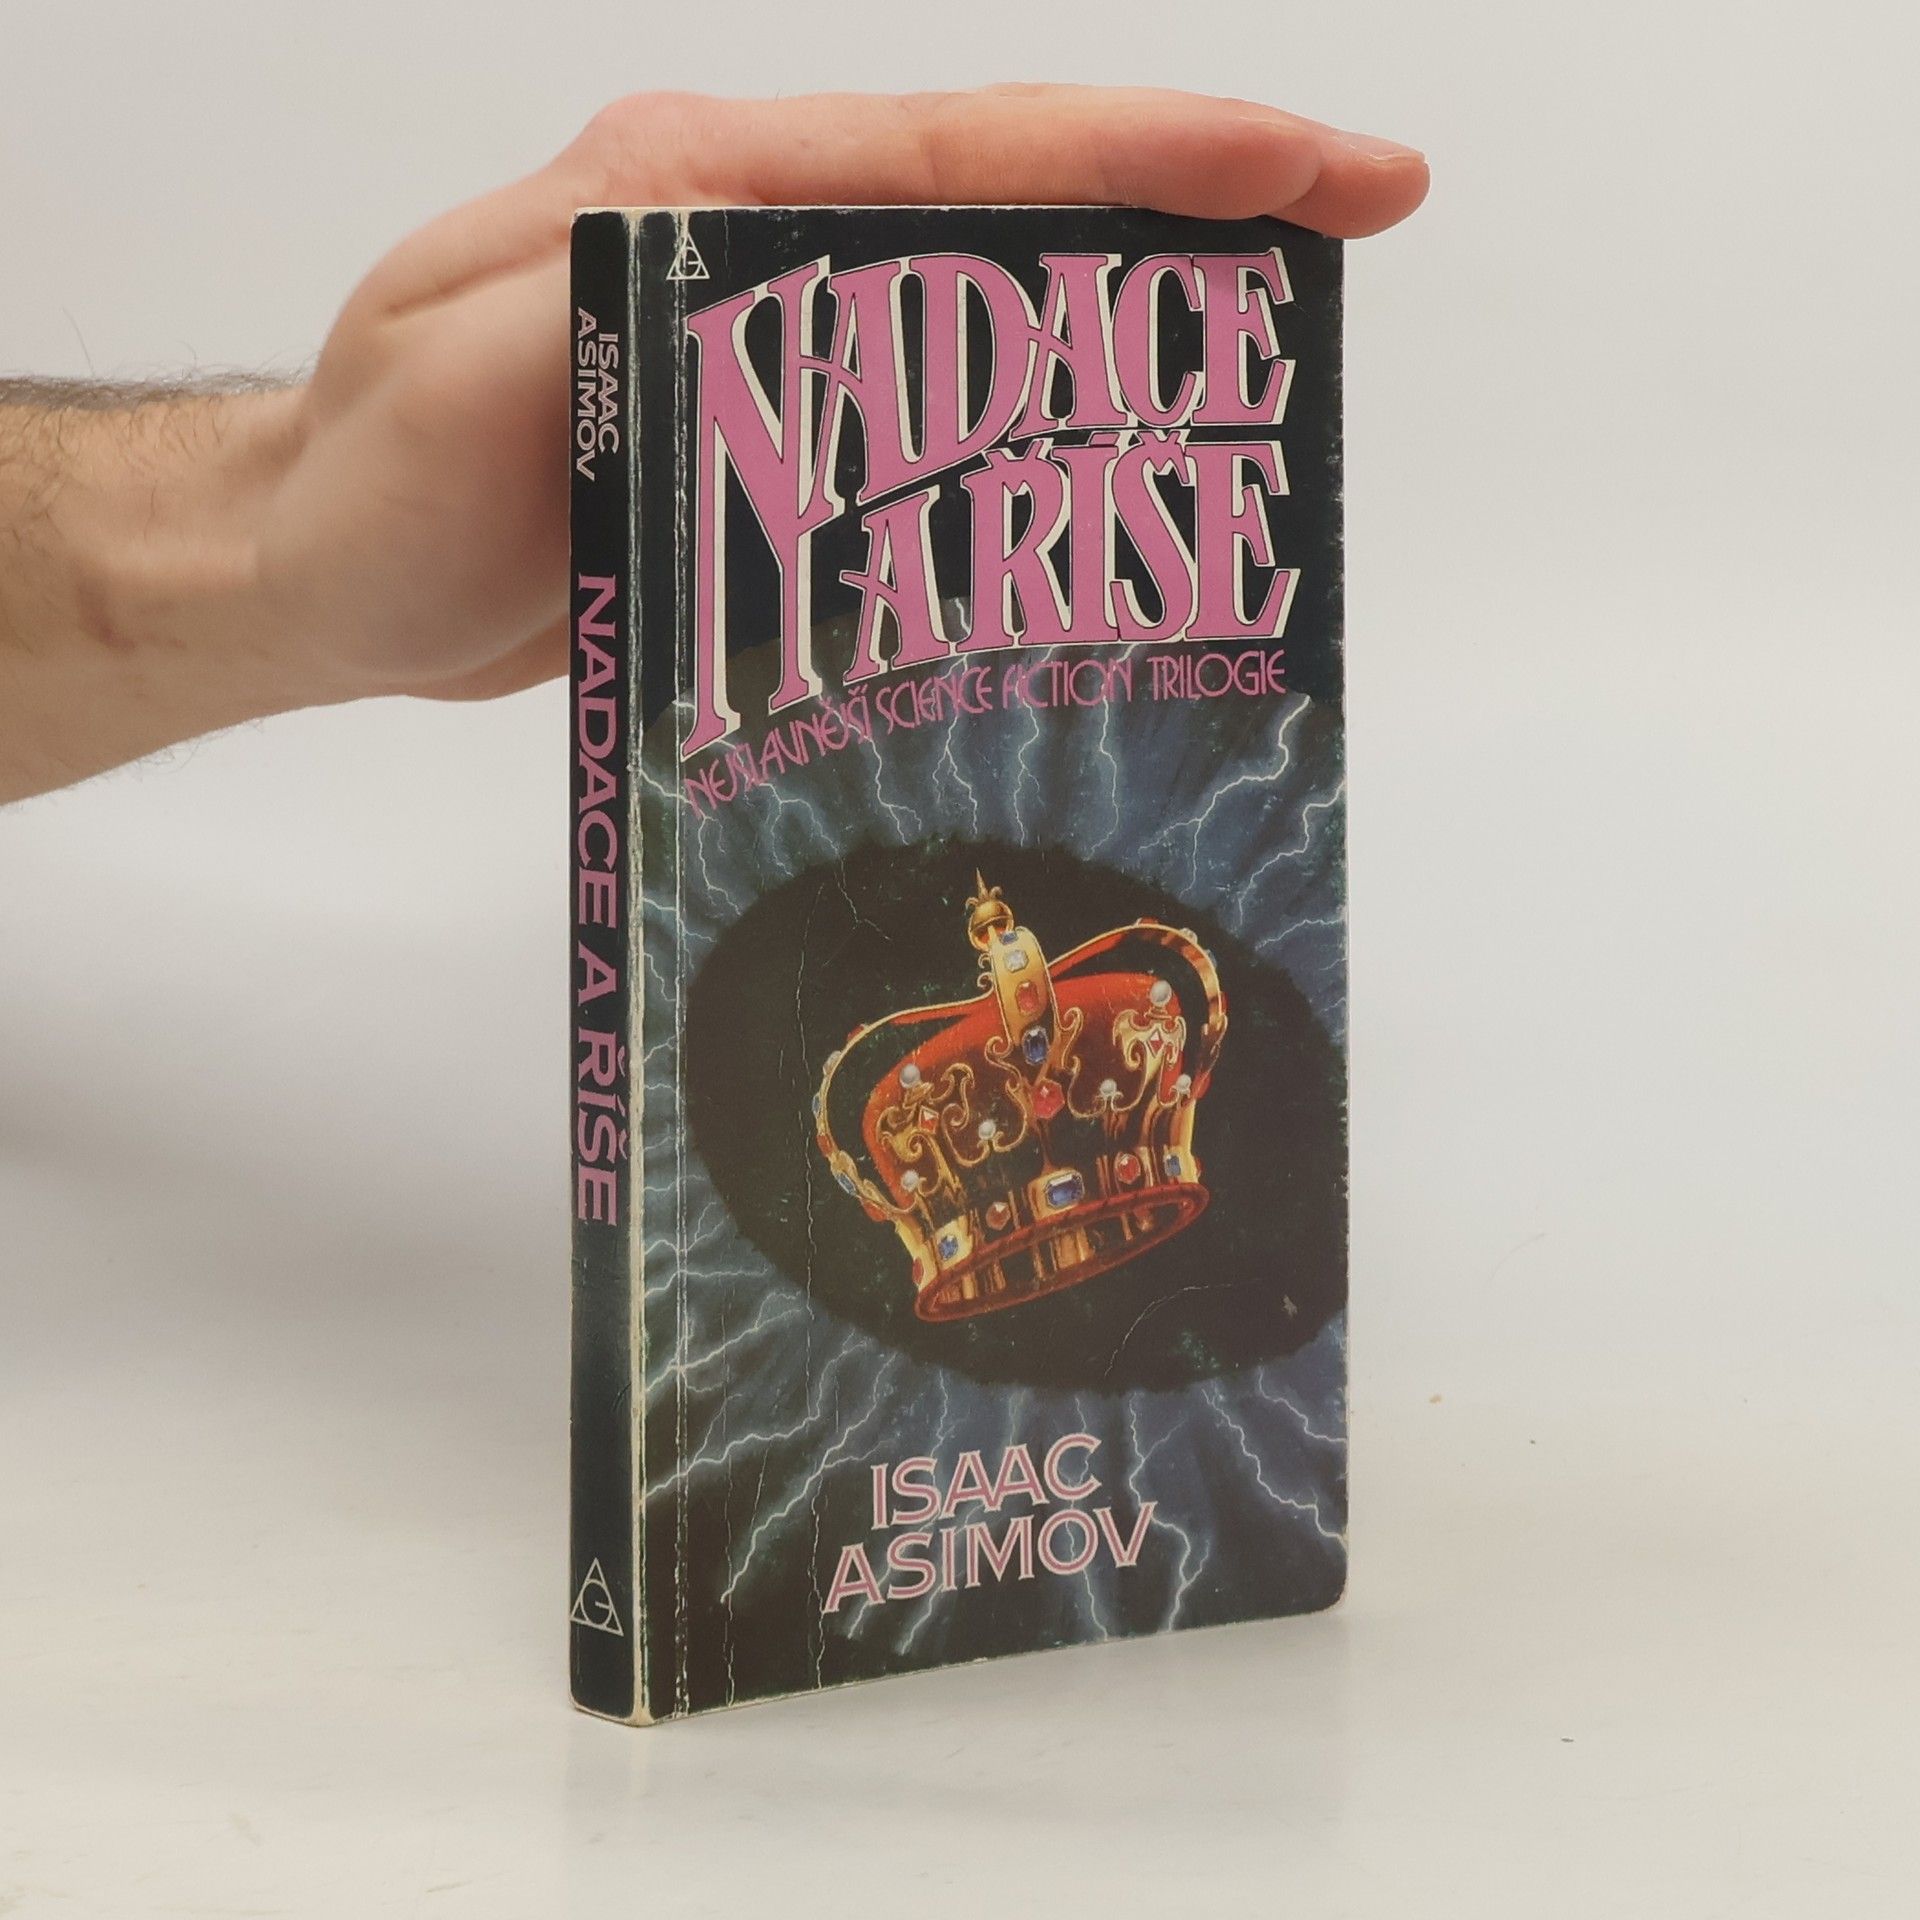 NADACE
A ŘÍŠE
NEJSLAVNĚJŠÍ SCIENCE FICTION TRILOGIE
ISAAC
ASIMOV
ISAAC
ASIMOV
NADACE A ŘÍŠE